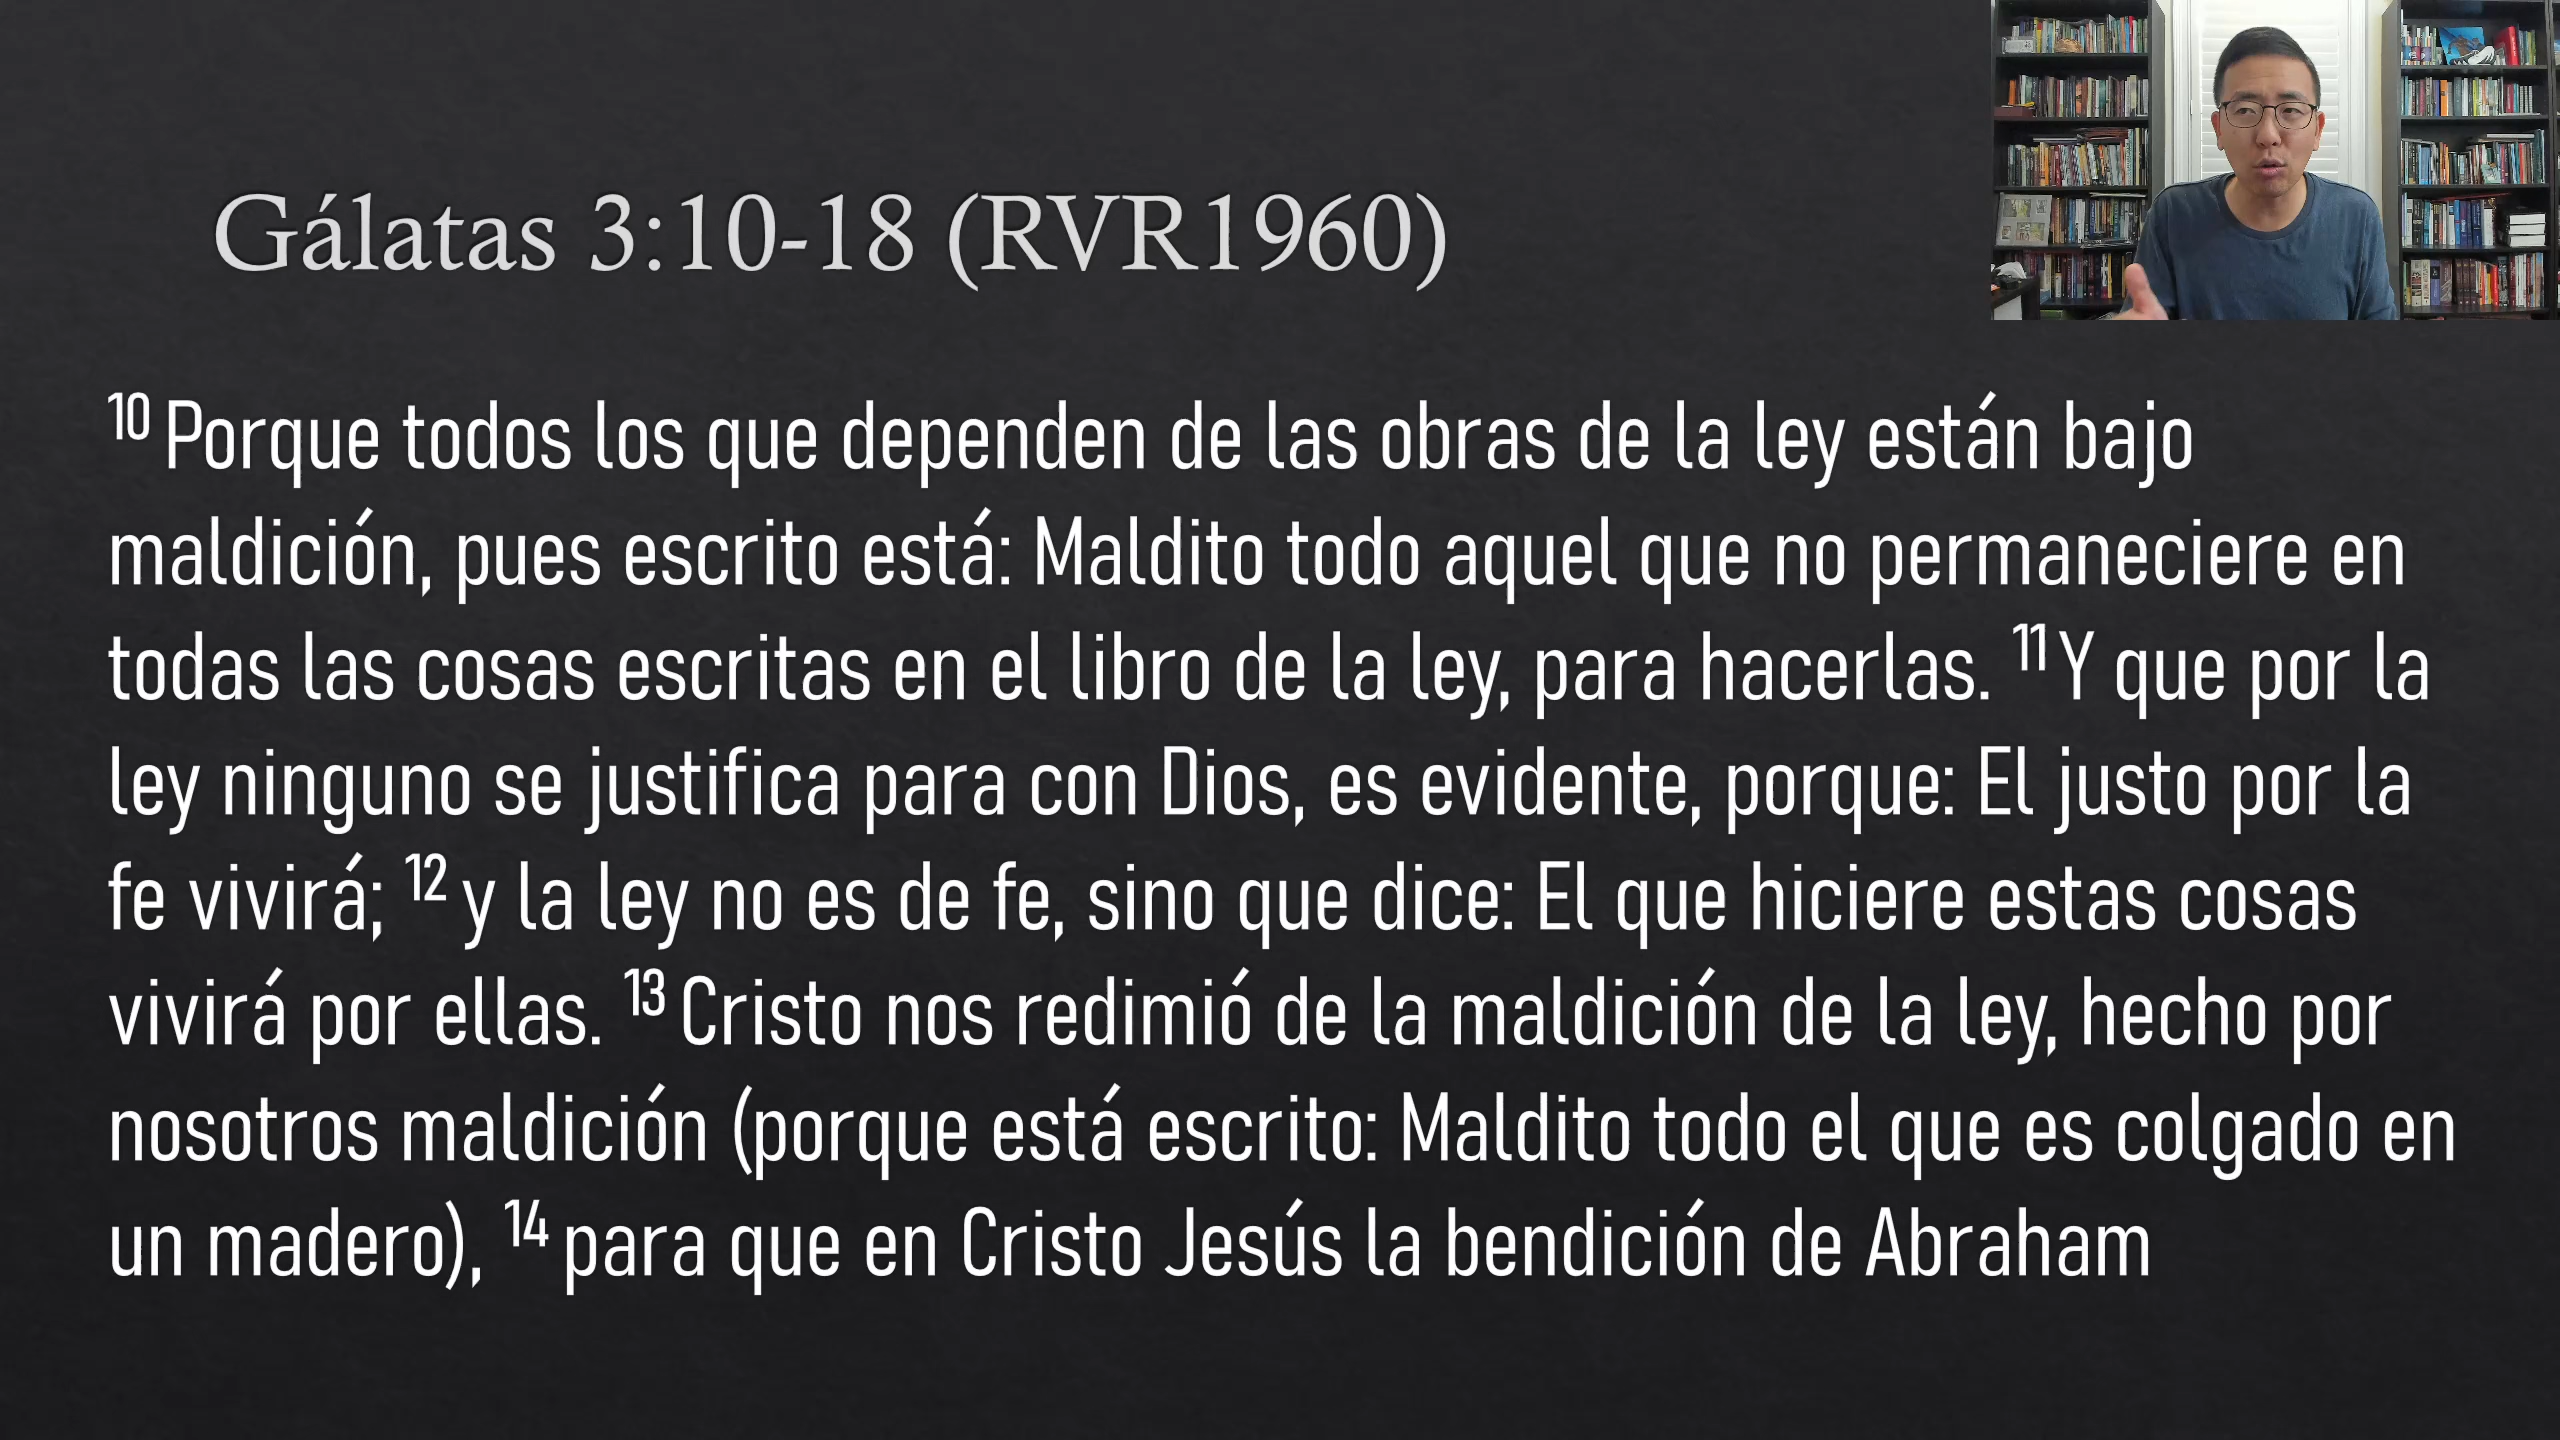 Gálatas 3:10-18 (RVR1960)
10 Porque todos los que dependen de las obras de la ley están bajo
maldición, pues escrito está: Maldito todo aquel que no permaneciere en
todas las cosas escritas en el libro de la ley, para hacerlas. 11 Y que por la
ley ninguno se justifica para con Dios, es evidente, porque: El justo por la
fe vivirá; 12 y la ley no es de fe, sino que dice: El que hiciere estas cosas
vivirá por ellas. 13 Cristo nos redimió de la maldición de la ley, hecho por
nosotros maldición (porque está escrito: Maldito todo el que es colgado en
un madero), 14 para que en Cristo Jesús la bendición de Abraham